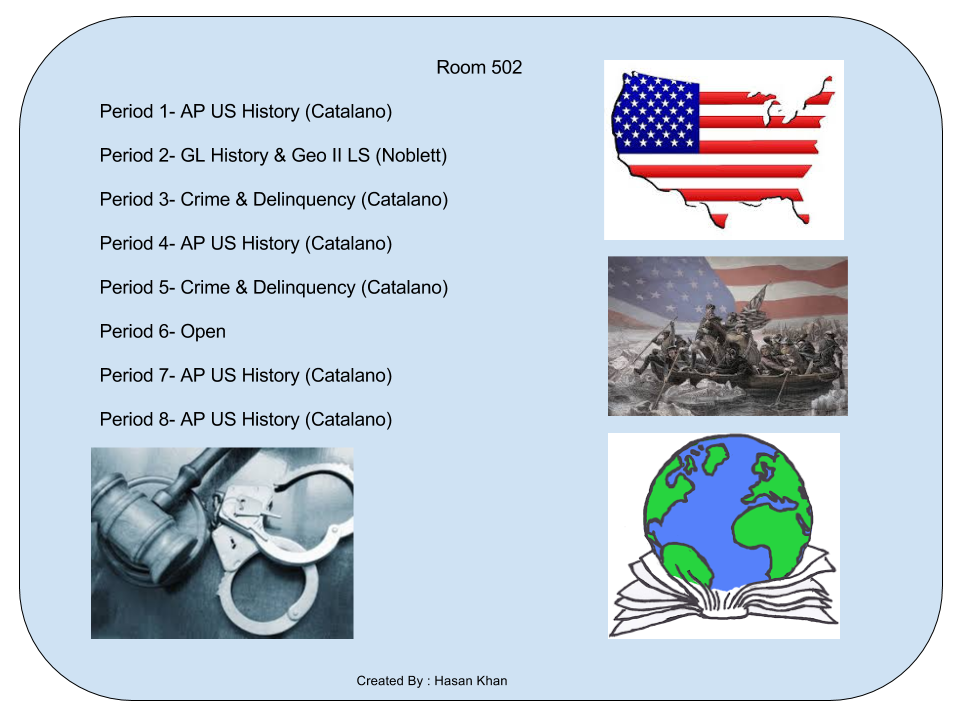 Room 502
Period 1- AP US History (Catalano)
Period 2- GL History & Geo II LS (Noblett)
Period 3- Crime & Delinquency (Catalano)
Period 4- AP US History (Catalano)
Period 5- Crime & Delinquency (Catalano)
Period 6- Open
Period 7- AP US History (Catalano)
Period 8- AP US History (Catalano)
Created By : Hasan Khan